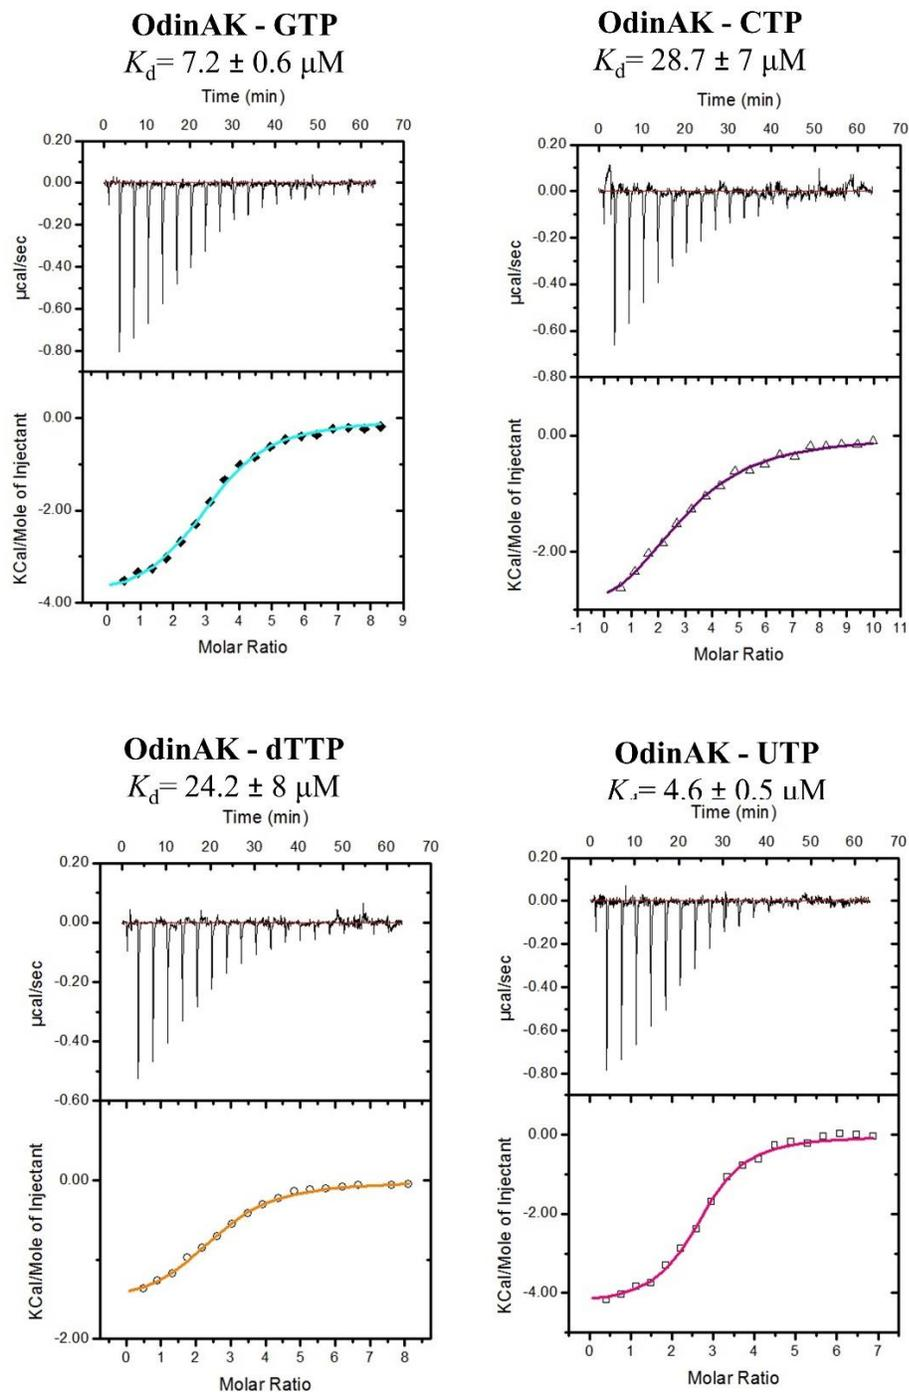 OdinAK - GTP
Kd= 7.2 ± 0.6 μM
Time (min)
0 10 20 30 40 50 60 70
0.20
0.00
-0.20
-0.40
-0.60
-0.80
µcal/sec
0.00
-2.00
-4.00
KCal/Mole of Injectant
0 1 2 3 4 5 6 7 8 9
Molar Ratio
OdinAK - CTP
Kd= 28.7 ± 7 μM
Time (min)
0 10 20 30 40 50 60 70
0.20
0.00
-0.20
-0.40
-0.60
-0.80
µcal/sec
0.00
-2.00
KCal/Mole of Injectant
-1 0 1 2 3 4 5 6 7 8 9 10 11
Molar Ratio
OdinAK - dTTP
Kd= 24.2 ± 8 μM
Time (min)
0 10 20 30 40 50 60 70
0.20
0.00
-0.20
-0.40
-0.60
µcal/sec
0.00
-2.00
KCal/Mole of Injectant
0 1 2 3 4 5 6 7 8
Molar Ratio
OdinAK - UTP
Kd= 4.6 ± 0.5 μM
Time (min)
0 10 20 30 40 50 60 70
0.20
0.00
-0.20
-0.40
-0.60
-0.80
µcal/sec
0.00
-2.00
-4.00
KCal/Mole of Injectant
0 1 2 3 4 5 6 7
Molar Ratio